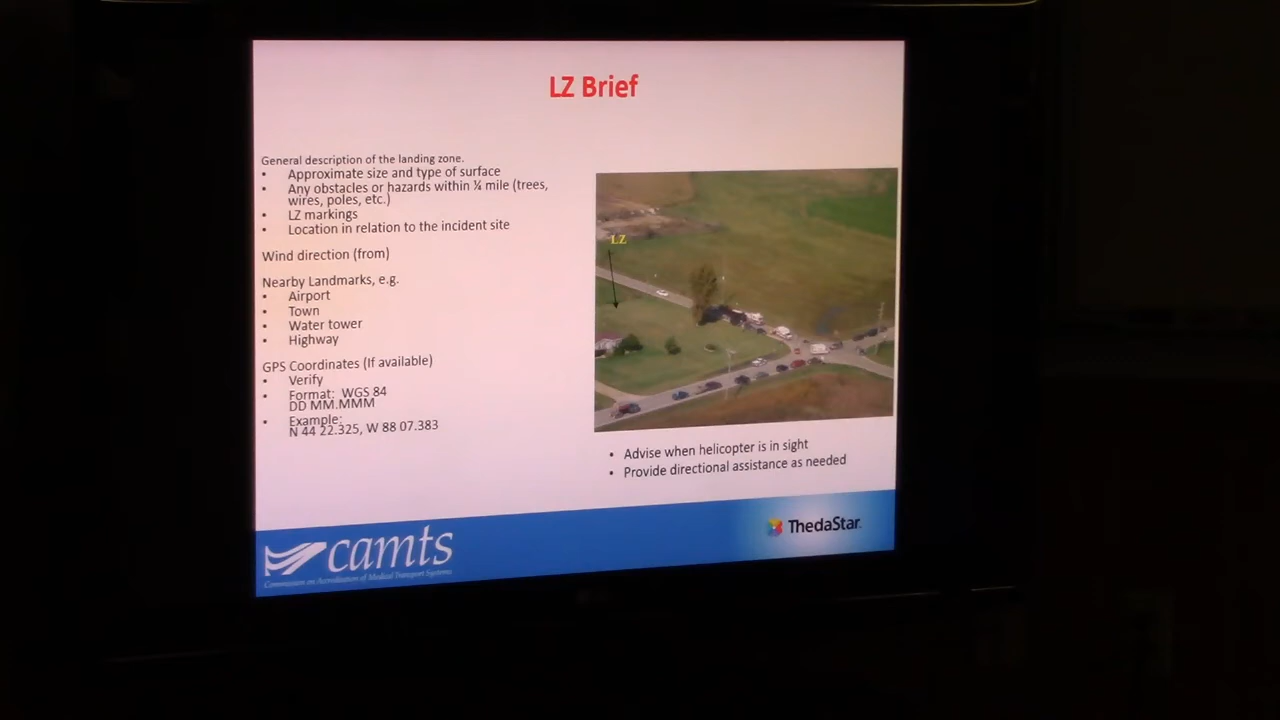 LZ Brief
General description of the landing zone.
• Approximate size and type of surface
• Any obstacles or hazards within ¼ mile (trees,
wires, poles, etc.)
• LZ markings
• Location in relation to the incident site
Wind direction (from)
Nearby Landmarks, e.g.
• Airport
• Town
• Water tower
• Highway
GPS Coordinates (If available)
• Verify
• Format: WGS 84
DD MM.MMM
• Example:
N 44 22.325, W 88 07.383
LZ
• Advise when helicopter is in sight
• Provide directional assistance as needed
camts
Commission on Accreditation of Medical Transport Systems
ThedaStar